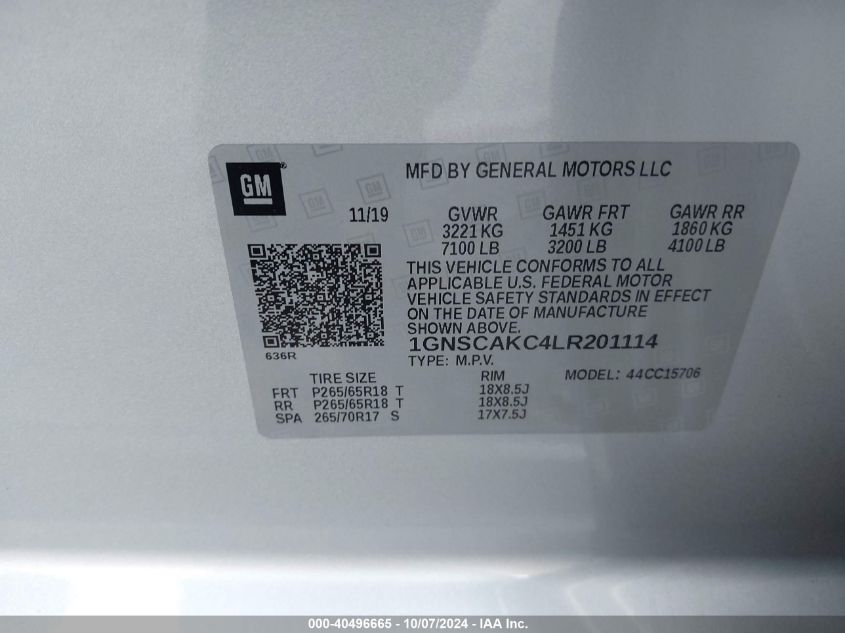 GM®
MFD BY GENERAL MOTORS LLC
11/19 GVWR GAWR FRT GAWR RR
3221 KG 1451 KG 1860 KG
7100 LB 3200 LB 4100 LB
THIS VEHICLE CONFORMS TO ALL
APPLICABLE U.S. FEDERAL MOTOR
VEHICLE SAFETY STANDARDS IN EFFECT
ON THE DATE OF MANUFACTURE
SHOWN ABOVE.
636R
1GNSCAKC4LR201114
TYPE: M.P.V.
TIRE SIZE RIM MODEL: 44CC15706
FRT P265/65R18 T 18X8.5J
RR P265/65R18 T 18X8.5J
SPA 265/70R17 S 17X7.5J
000-40496665 - 10/07/2024 - IAA Inc.